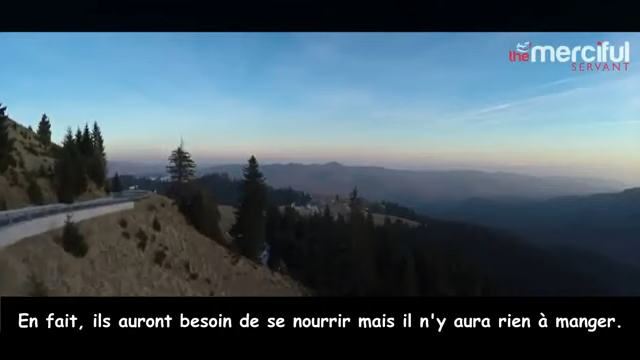 the merciful
SERVANT
En fait, ils auront besoin de se nourrir mais il n'y aura rien à manger.